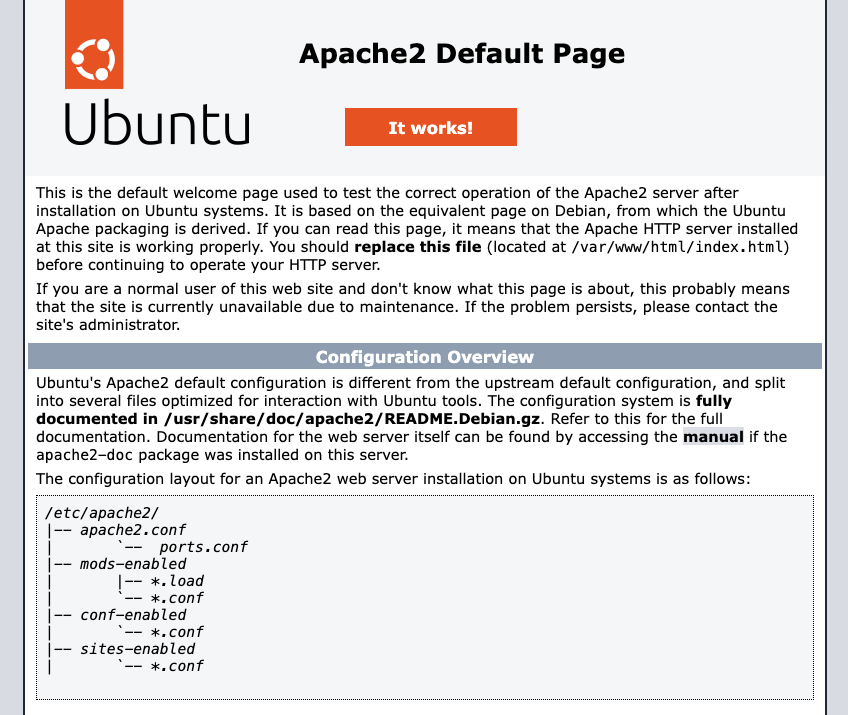 Apache2 Default Page
Ubuntu
It works!
This is the default welcome page used to test the correct operation of the Apache2 server after
installation on Ubuntu systems. It is based on the equivalent page on Debian, from which the Ubuntu
Apache packaging is derived. If you can read this page, it means that the Apache HTTP server installed
at this site is working properly. You should replace this file (located at /var/www/html/index.html)
before continuing to operate your HTTP server.
If you are a normal user of this web site and don't know what this page is about, this probably means
that the site is currently unavailable due to maintenance. If the problem persists, please contact the
site's administrator.
Configuration Overview
Ubuntu's Apache2 default configuration is different from the upstream default configuration, and split
into several files optimized for interaction with Ubuntu tools. The configuration system is fully
documented in /usr/share/doc/apache2/README.Debian.gz. Refer to this for the full
documentation. Documentation for the web server itself can be found by accessing the manual if the
apache2-doc package was installed on this server.
The configuration layout for an Apache2 web server installation on Ubuntu systems is as follows:
/etc/apache2/
|-- apache2.conf
|       `--  ports.conf
|-- mods-enabled
|       |-- *.load
|       `-- *.conf
|-- conf-enabled
|       `-- *.conf
|-- sites-enabled
|       `-- *.conf